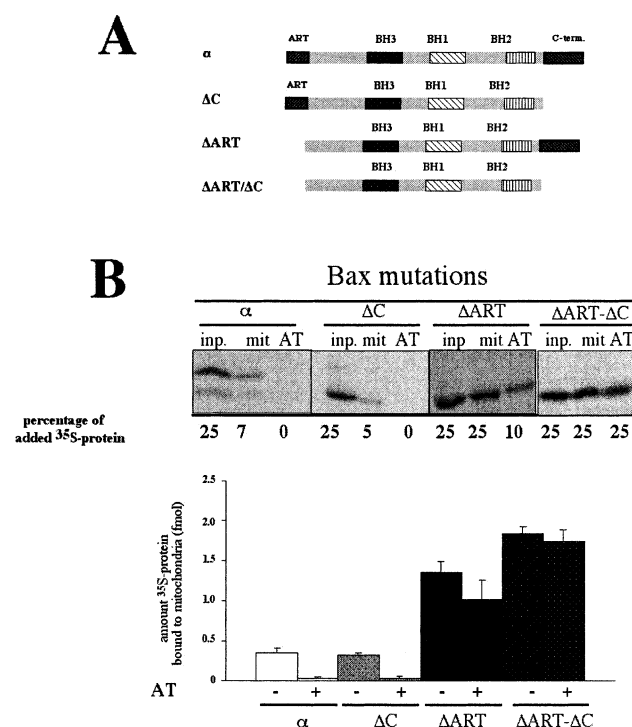 A
ART BH3 BH1 BH2 C-term.
α
ART BH3 BH1 BH2
ΔC
BH3 BH1 BH2
ΔART
BH3 BH1 BH2
ΔART/ΔC
B
Bax mutations
α ΔC ΔART ΔART-ΔC
inp. mit AT inp. mit AT inp mit AT inp. mit AT
percentage of
added 35S-protein
25 7 0 25 5 0 25 25 10 25 25 25
amount 35S-protein
bound to mitochondria (fmol)
2.5
2.0
1.5
1.0
0.5
0
AT - + - + - + - +
α ΔC ΔART ΔART-ΔC